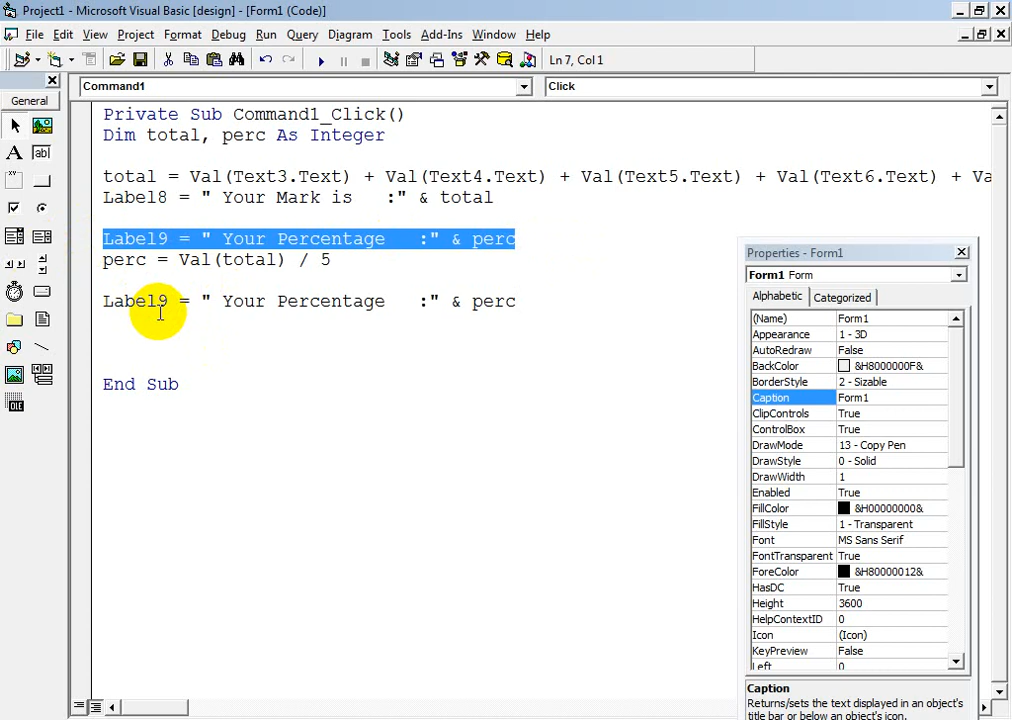 Project1 - Microsoft Visual Basic [design] - [Form1 (Code)]
File Edit View Project Format Debug Run Query Diagram Tools Add-Ins Window Help
Ln 7, Col 1
General
Command1
Click
Private Sub Command1_Click()
Dim total, perc As Integer
total = Val(Text3.Text) + Val(Text4.Text) + Val(Text5.Text) + Val(Text6.Text) + Va
Label8 = " Your Mark is   :" & total
Label9 = " Your Percentage   :" & perc
perc = Val(total) / 5
Label9 = " Your Percentage   :" & perc
End Sub
Properties - Form1
Form1 Form
Alphabetic Categorized
(Name) Form1
Appearance 1 - 3D
AutoRedraw False
BackColor &H8000000F&
BorderStyle 2 - Sizable
Caption Form1
ClipControls True
ControlBox True
DrawMode 13 - Copy Pen
DrawStyle 0 - Solid
DrawWidth 1
Enabled True
FillColor &H00000000&
FillStyle 1 - Transparent
Font MS Sans Serif
FontTransparent True
ForeColor &H80000012&
HasDC True
Height 3600
HelpContextID 0
Icon (Icon)
KeyPreview False
Left 0
Caption
Returns/sets the text displayed in an object's
title bar or below an object's icon.